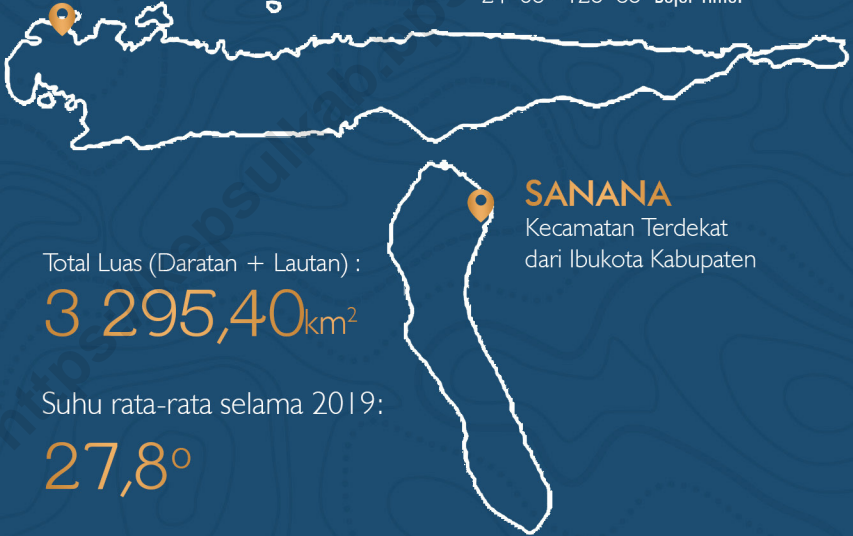 SANANA
Kecamatan Terdekat
dari Ibukota Kabupaten
Total Luas (Daratan + Lautan) :
3 295,40km²
Suhu rata-rata selama 2019:
27,8°